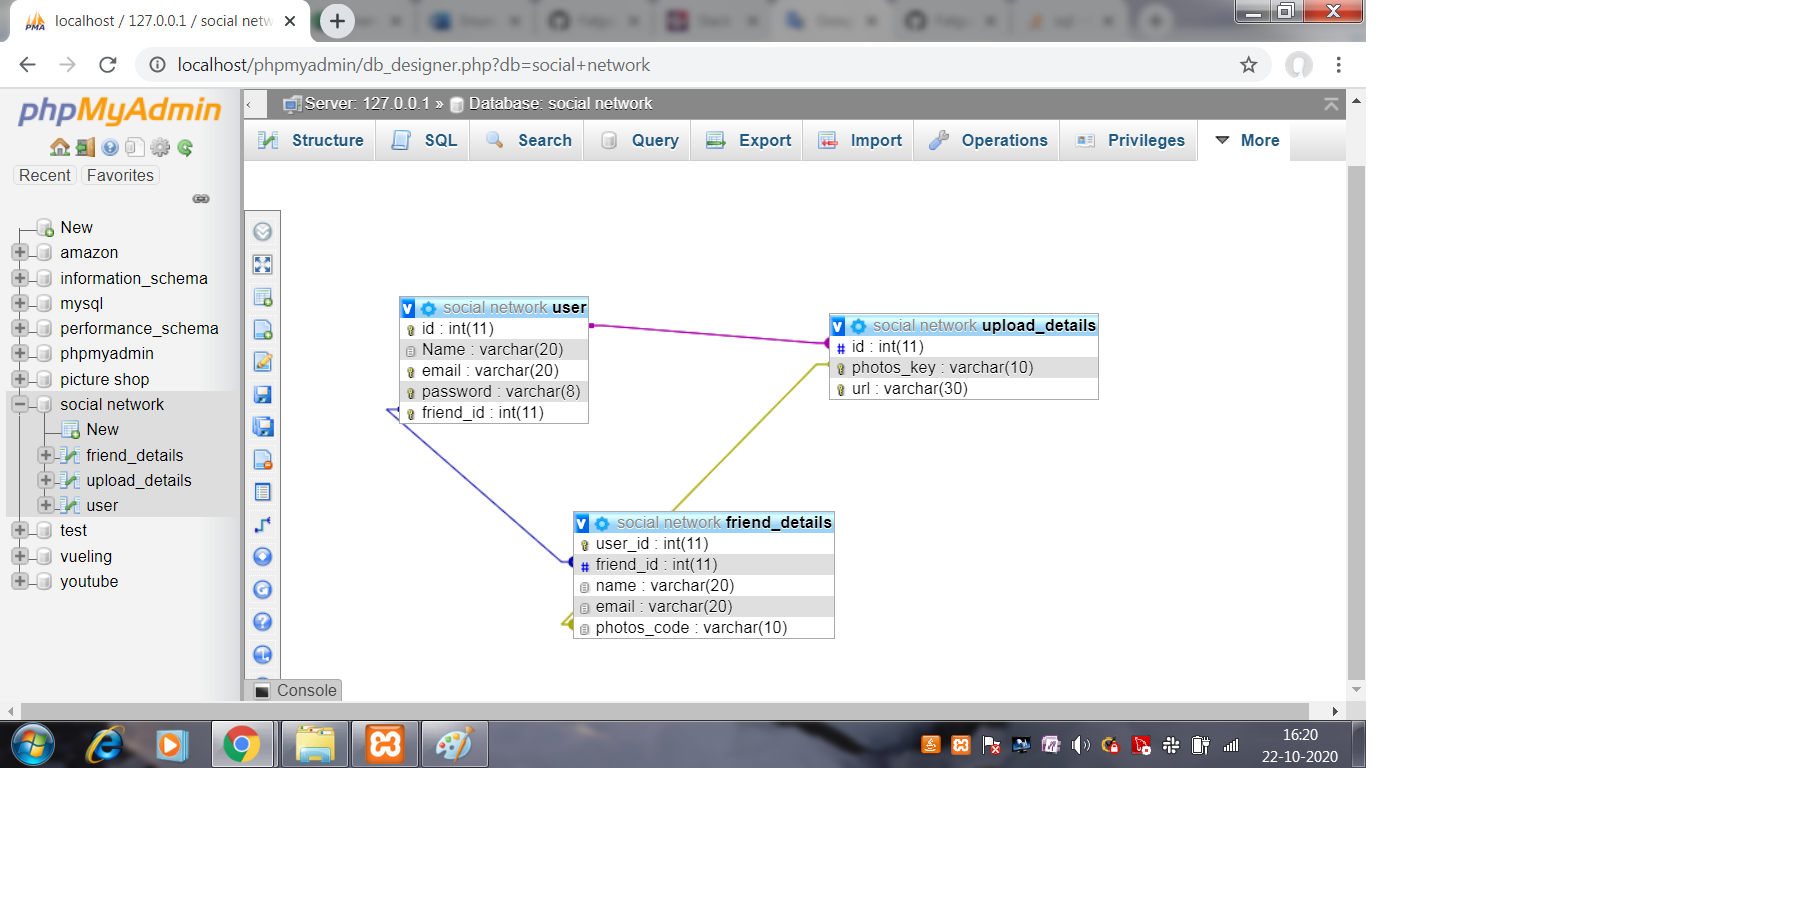 localhost / 127.0.0.1 / social netw
localhost/phpmyadmin/db_designer.php?db=social+network
phpMyAdmin
Recent
Favorites
New
amazon
information_schema
mysql
performance_schema
phpmyadmin
picture shop
social network
New
friend_details
upload_details
user
test
vueling
youtube
Server: 127.0.0.1 » Database: social network
Structure
SQL
Search
Query
Export
Import
Operations
Privileges
More
v social network user
id : int(11)
Name : varchar(20)
email : varchar(20)
password : varchar(8)
friend_id : int(11)
v social network upload_details
# id : int(11)
photos_key : varchar(10)
url : varchar(30)
v social network friend_details
user_id : int(11)
# friend_id : int(11)
name : varchar(20)
email : varchar(20)
photos_code : varchar(10)
Console
16:20
22-10-2020